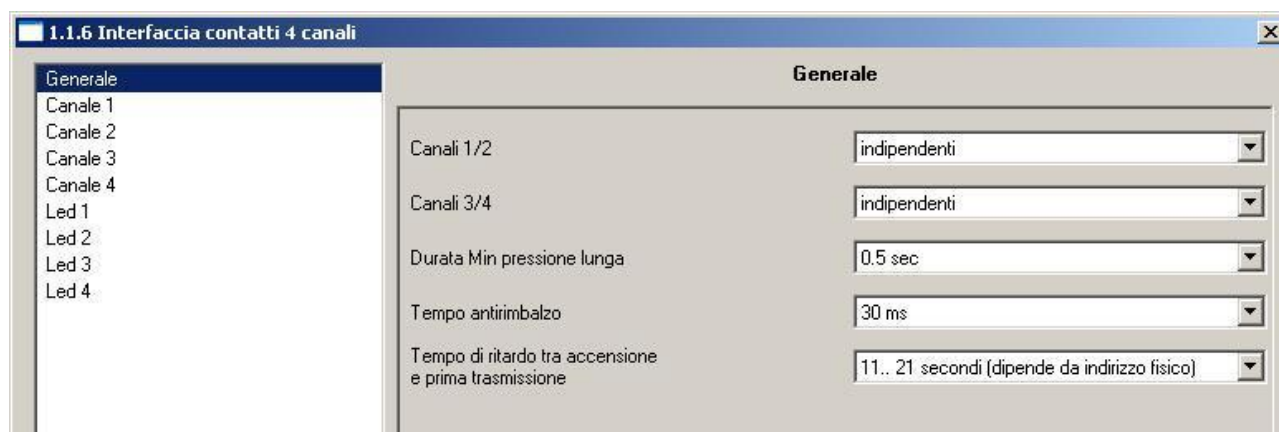 1.1.6 Interfaccia contatti 4 canali
Generale
Canale 1
Canale 2
Canale 3
Canale 4
Led 1
Led 2
Led 3
Led 4
Generale
Canali 1/2
indipendenti
Canali 3/4
indipendenti
Durata Min pressione lunga
0.5 sec
Tempo antirimbalzo
30 ms
Tempo di ritardo tra accensione
e prima trasmissione
11.. 21 secondi (dipende da indirizzo fisico)